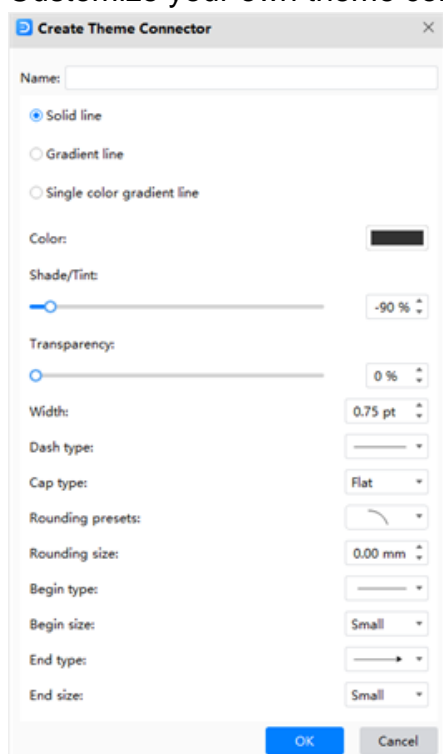 Create Theme Connector
Name:
Solid line
Gradient line
Single color gradient line
Color:
Shade/Tint:
-90 %
Transparency:
0 %
Width: 0.75 pt
Dash type:
Cap type: Flat
Rounding presets:
Rounding size: 0.00 mm
Begin type:
Begin size: Small
End type:
End size: Small
OK Cancel